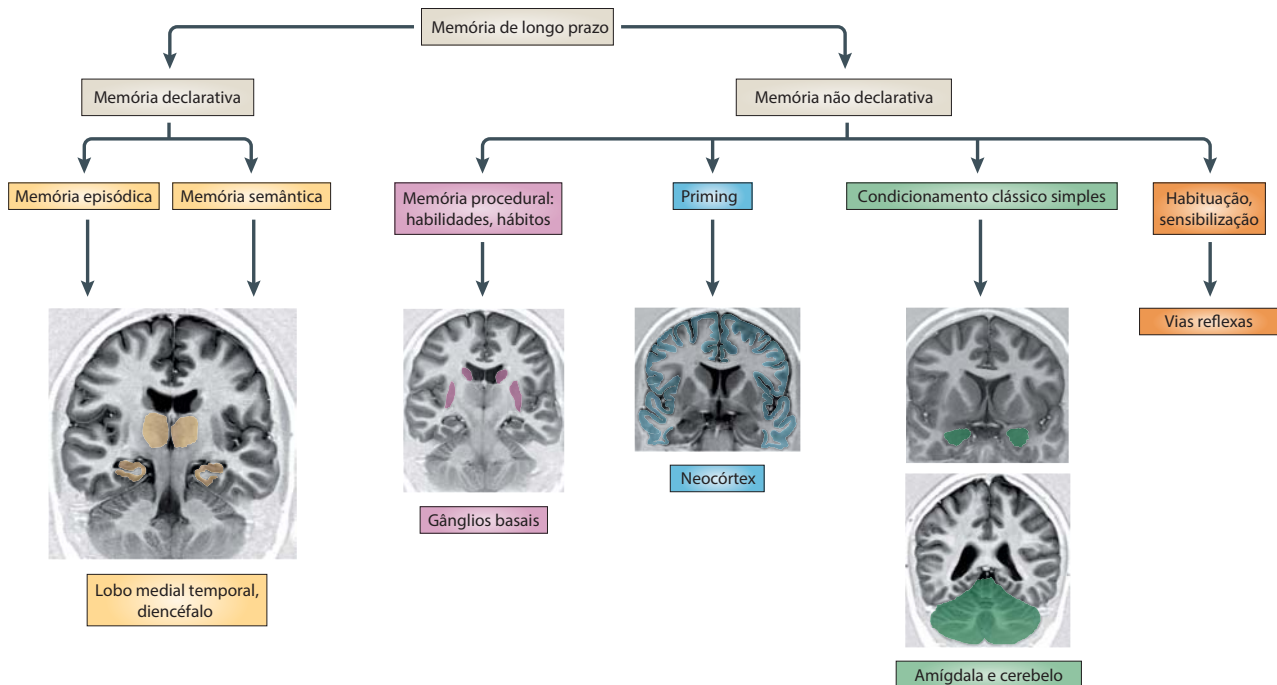 Memória de longo prazo
Memória declarativa
Memória não declarativa
Memória episódica
Memória semântica
Memória procedural:
habilidades, hábitos
Priming
Condicionamento clássico simples
Habituação,
sensibilização
Vias reflexas
Neocórtex
Gânglios basais
Lobo medial temporal,
diencéfalo
Amígdala e cerebelo